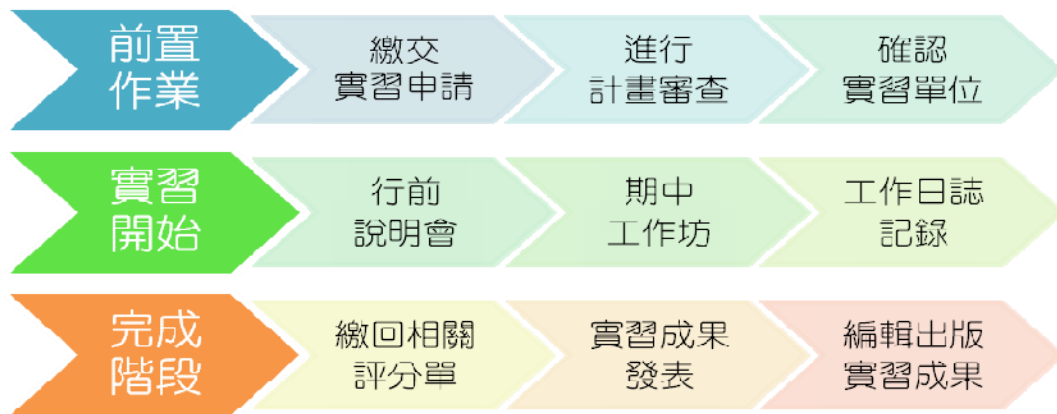 前置
作業
繳交
實習申請
進行
計畫審查
確認
實習單位
實習
開始
行前
說明會
期中
工作坊
工作日誌
記錄
完成
階段
繳回相關
評分單
實習成果
發表
編輯出版
實習成果